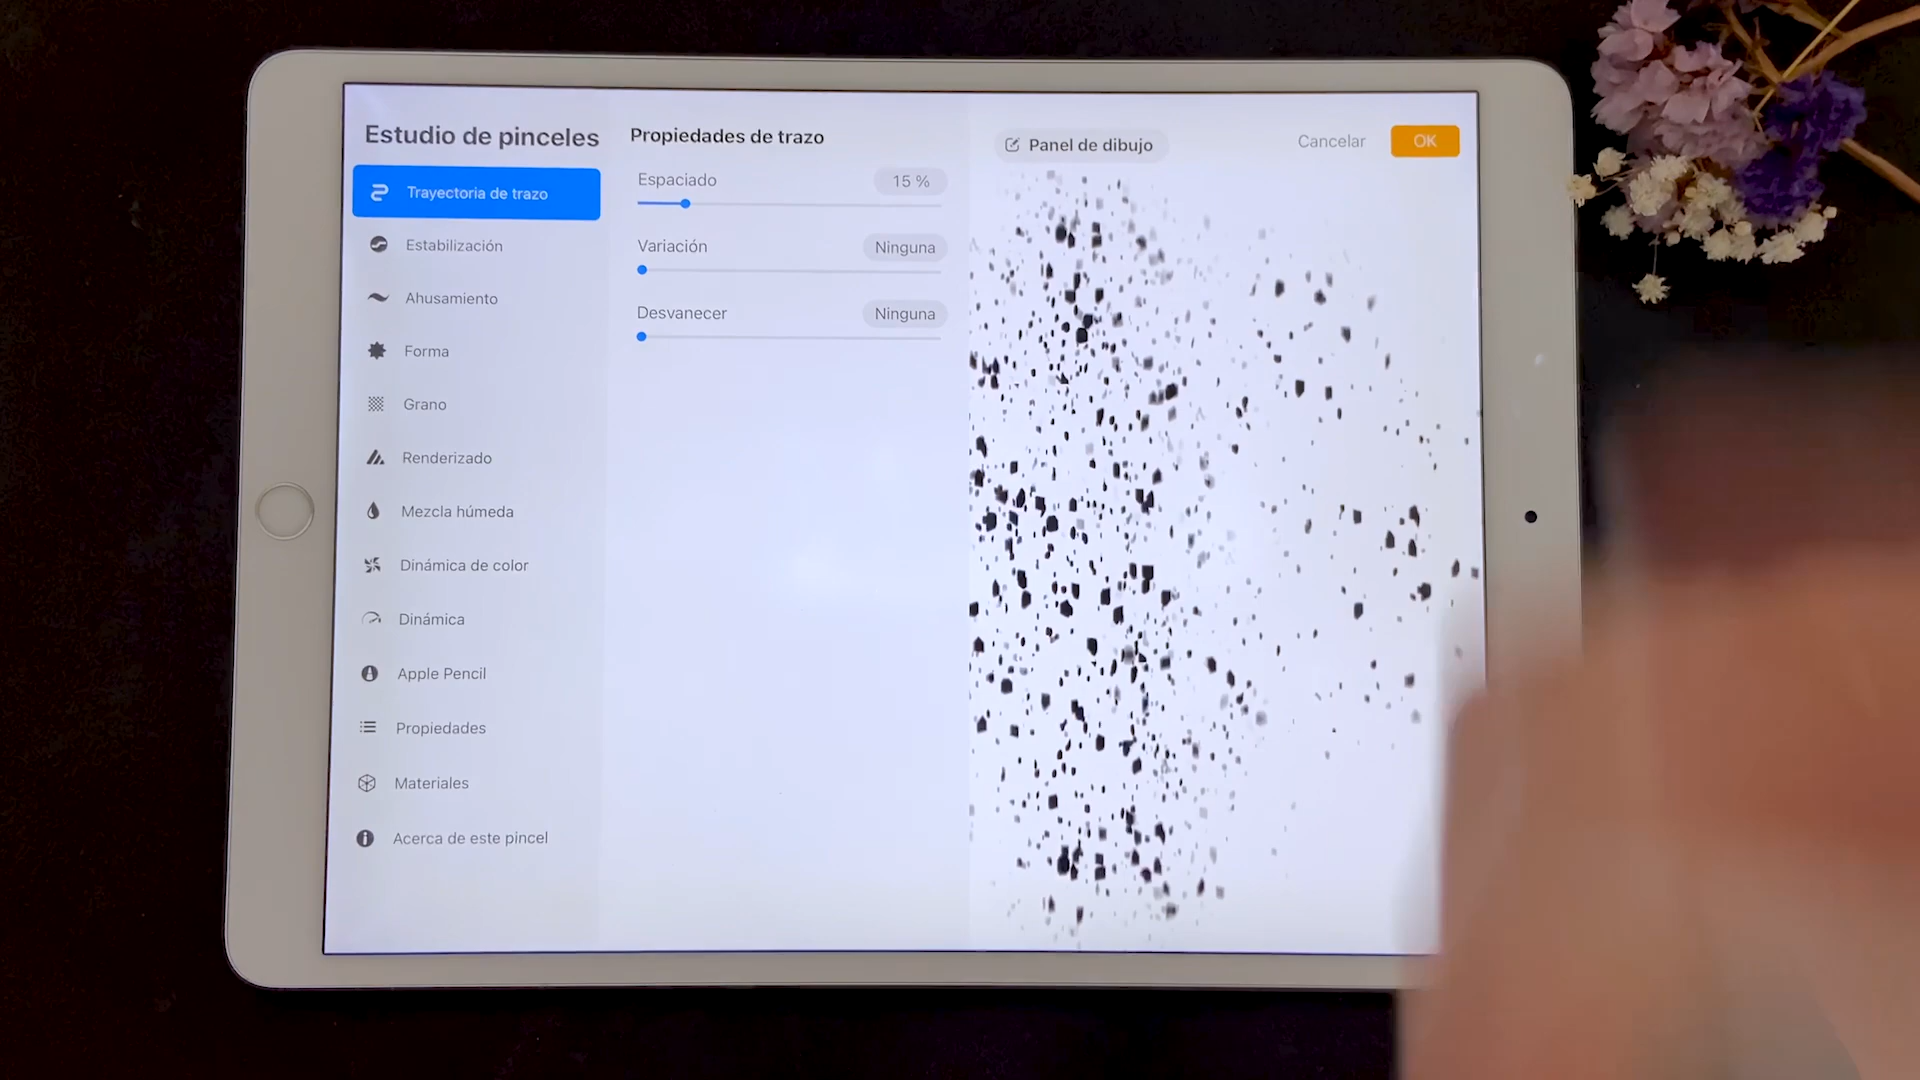 Estudio de pinceles
Trayectoria de trazo
Estabilización
Ahusamiento
Forma
Grano
Renderizado
Mezcla húmeda
Dinámica de color
Dinámica
Apple Pencil
Propiedades
Materiales
Acerca de este pincel
Propiedades de trazo
Espaciado 15 %
Variación Ninguna
Desvanecer Ninguna
Panel de dibujo
Cancelar
OK